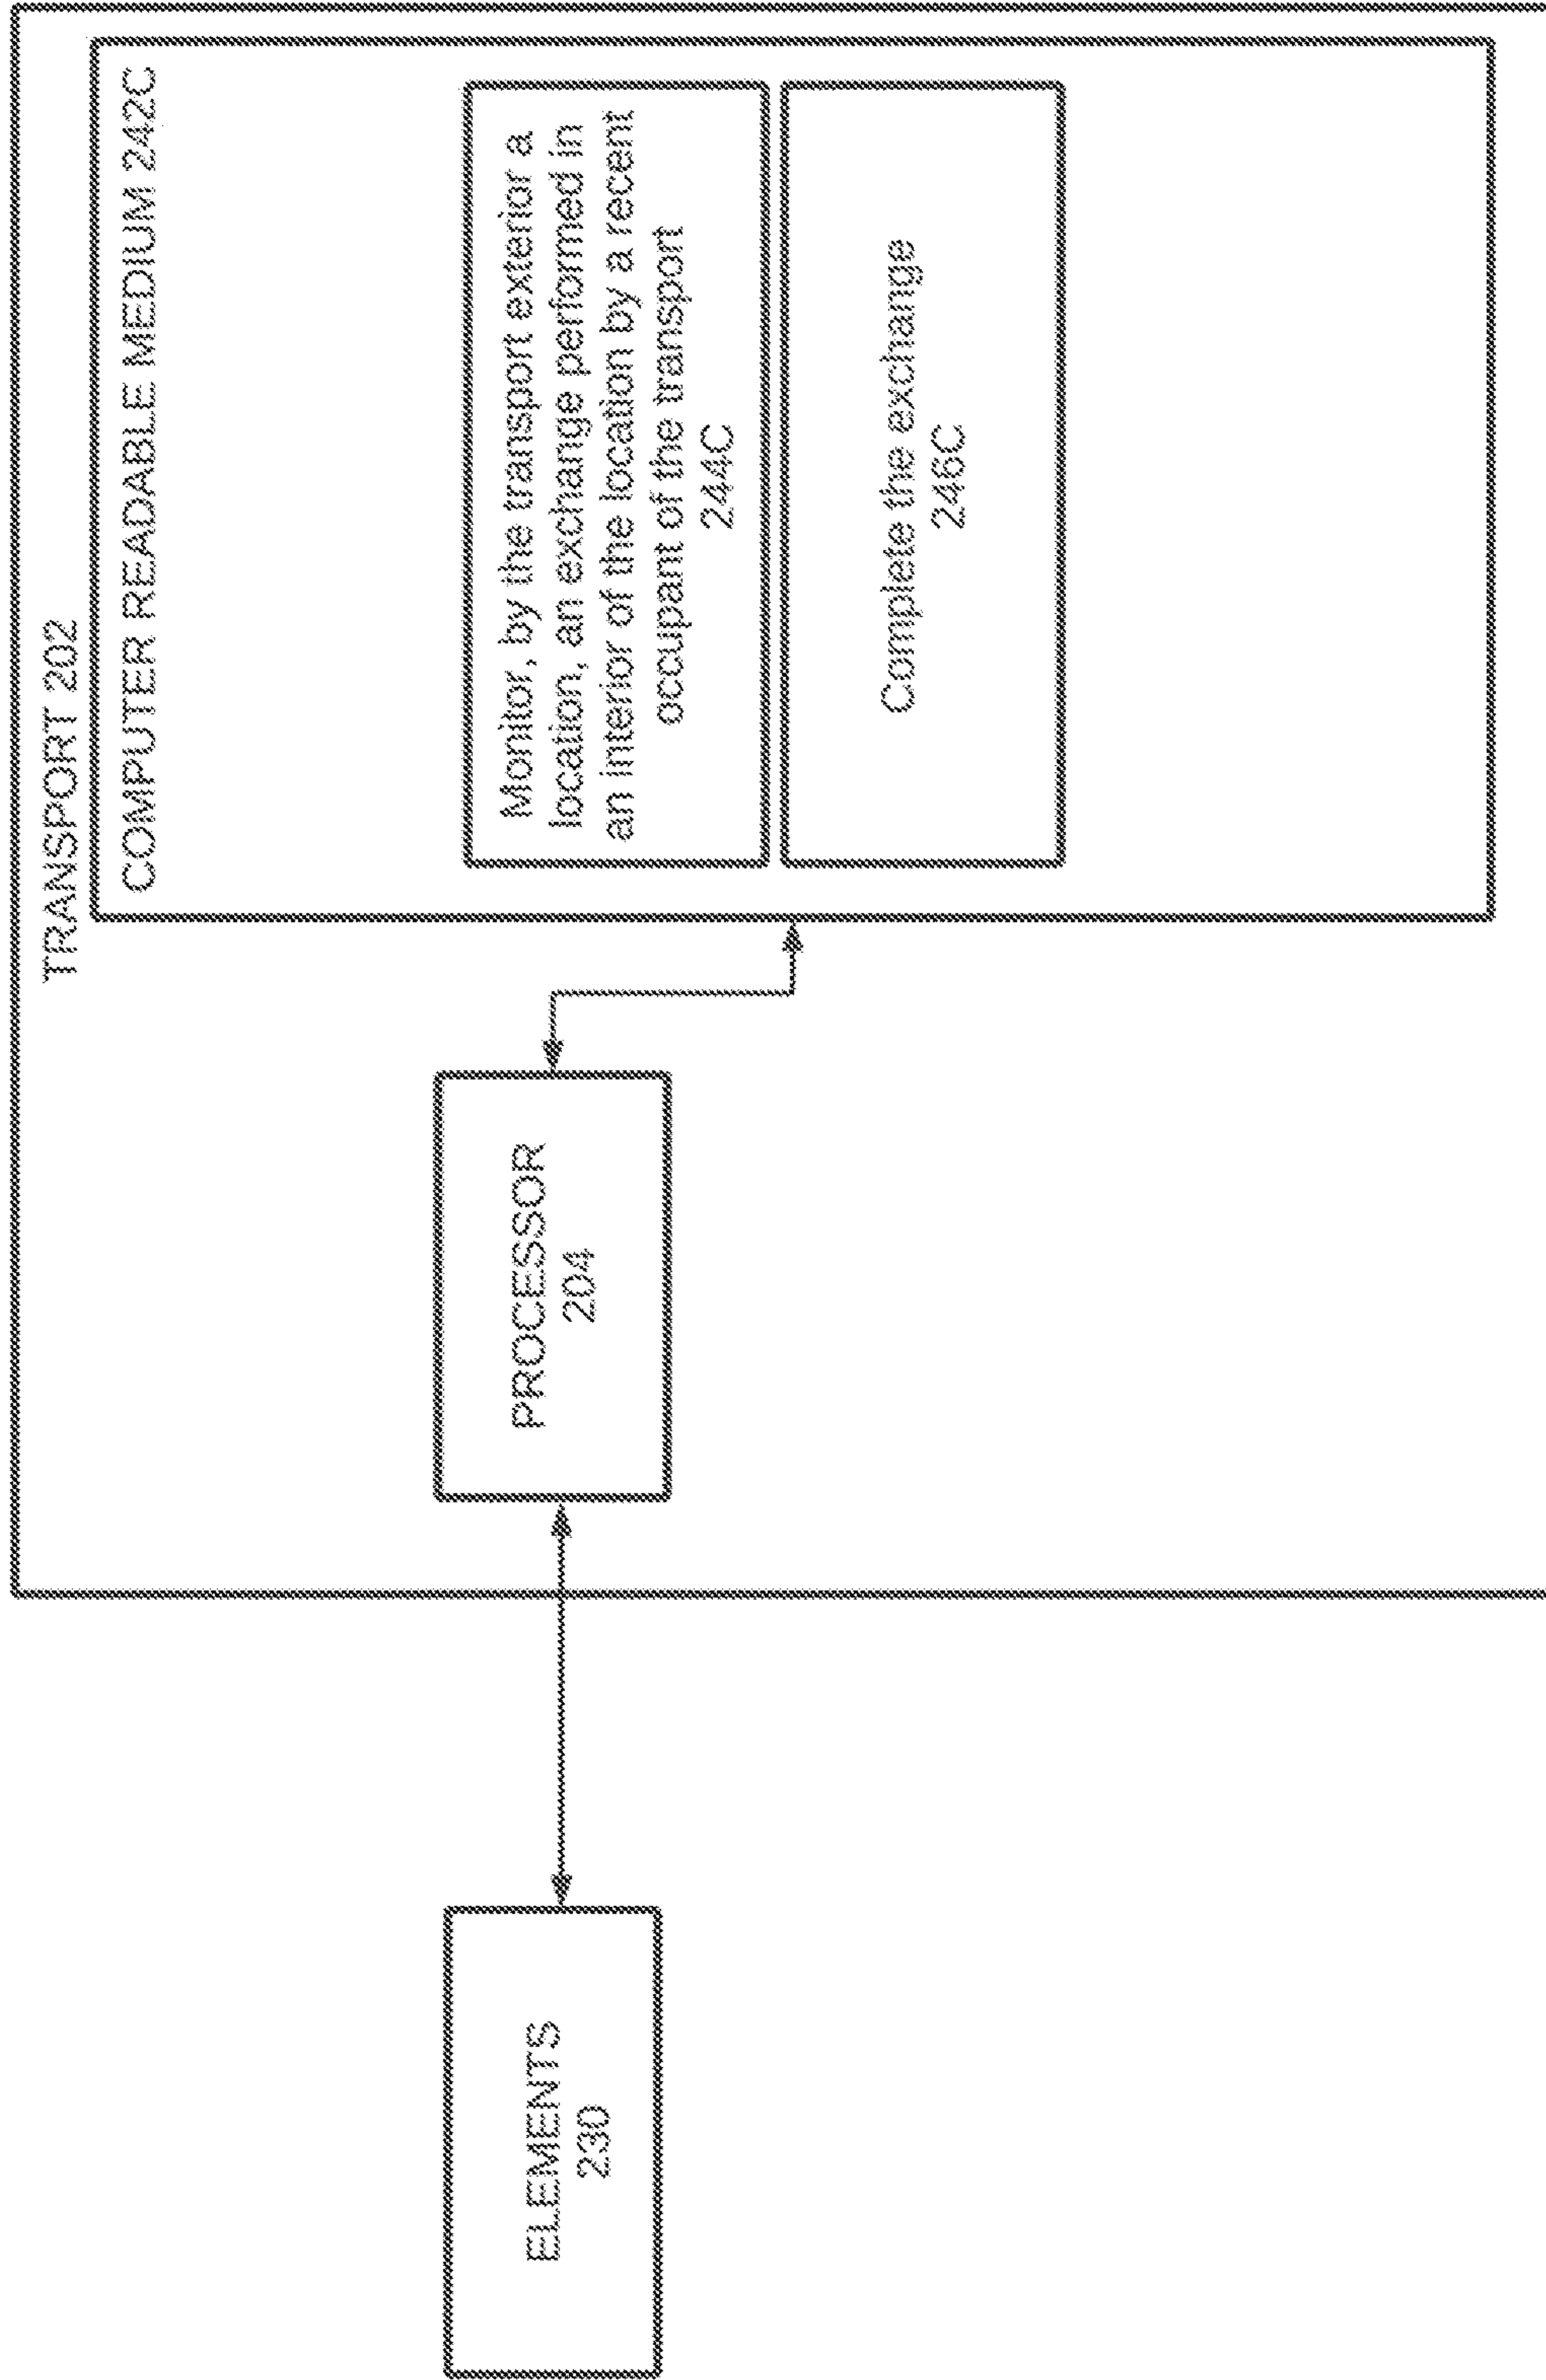 TRANSPORT 202
COMPUTER READABLE MEDIUM 242C
Monitor, by the transport exterior a
location, an exchange performed in
an interior of the location by a recent
occupant of the transport
244C
Complete the exchange
246C
PROCESSOR
204
ELEMENTS
230